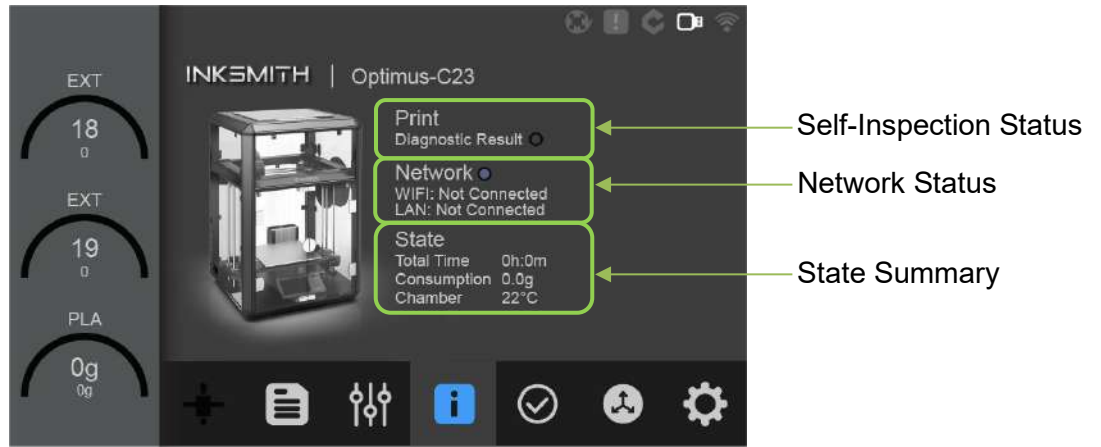 EXT
18
0
EXT
19
0
PLA
0g
0g
INKSMITH | Optimus-C23
Print
Diagnostic Result
Network
WIFI: Not Connected
LAN: Not Connected
State
Total Time 0h:0m
Consumption 0.0g
Chamber 22°C
Self-Inspection Status
Network Status
State Summary